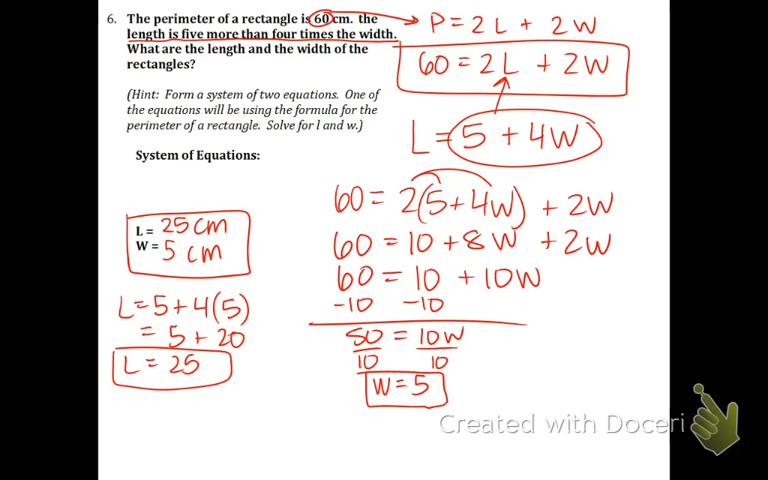 6. The perimeter of a rectangle is 60 cm. the
length is five more than four times the width.
What are the length and the width of the
rectangles?
(Hint: Form a system of two equations. One of
the equations will be using the formula for the
perimeter of a rectangle. Solve for l and w.)
System of Equations:
P = 2L + 2W
60 = 2L + 2W
L = 5 + 4W
60 = 2(5 + 4W) + 2W
60 = 10 + 8W + 2W
60 = 10 + 10W
-10 -10
50 = 10W
10 10
W = 5
L = 25 cm
W = 5 cm
L = 5 + 4(5)
= 5 + 20
L = 25
Created with Doceri